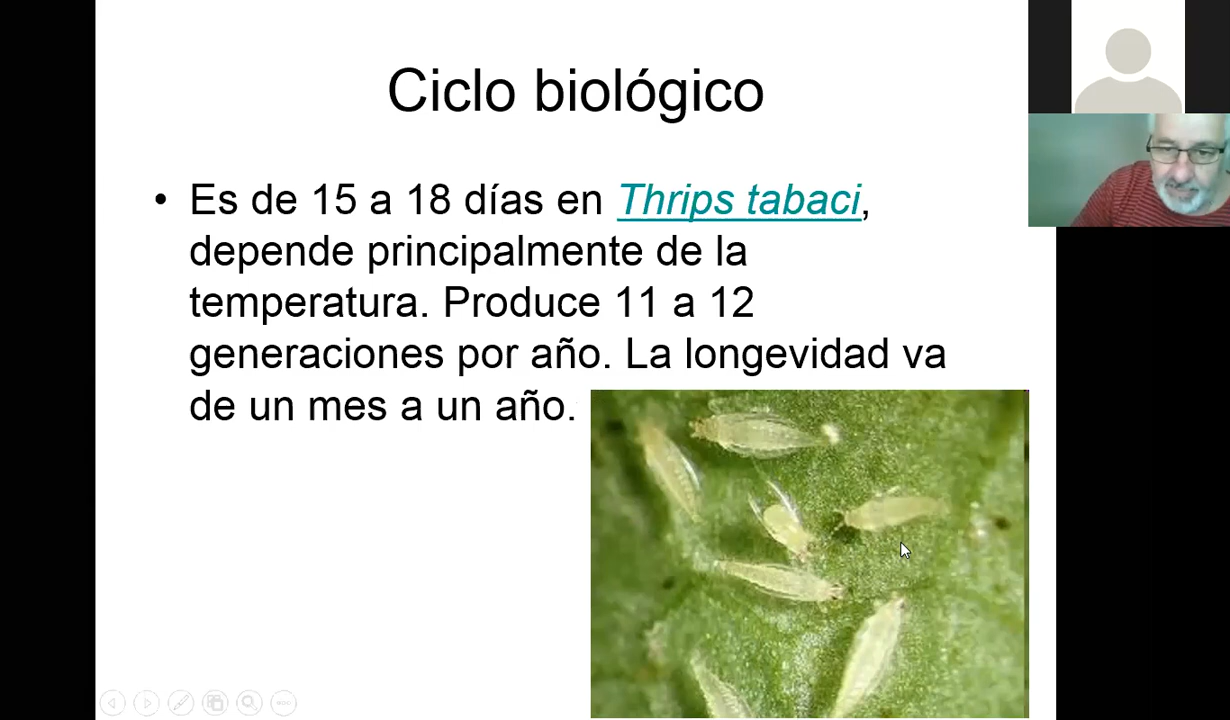 Ciclo biológico
• Es de 15 a 18 días en Thrips tabaci,
depende principalmente de la
temperatura. Produce 11 a 12
generaciones por año. La longevidad va
de un mes a un año.